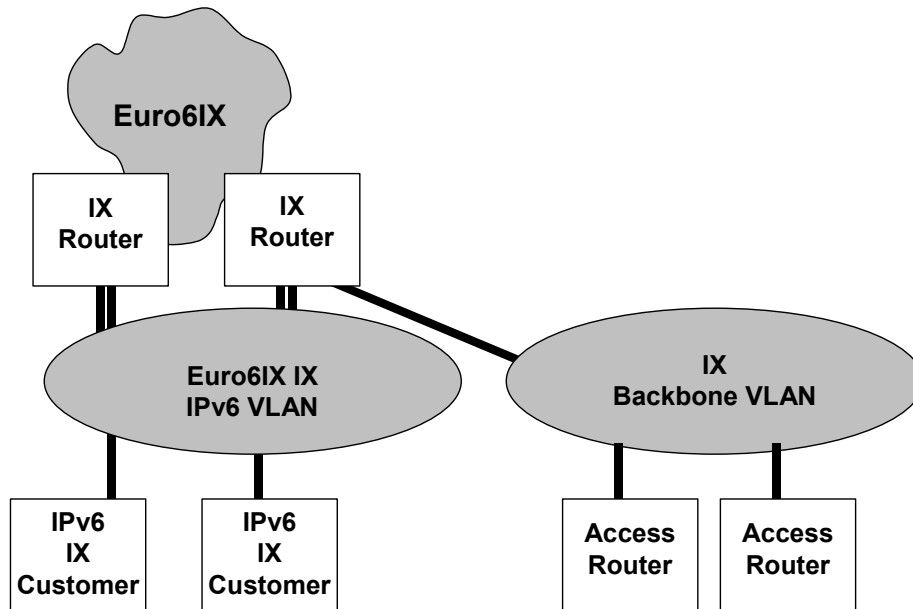 Euro6IX
IX
Router
IX
Router
Euro6IX IX
IPv6 VLAN
IX
Backbone VLAN
IPv6
IX
Customer
IPv6
IX
Customer
Access
Router
Access
Router